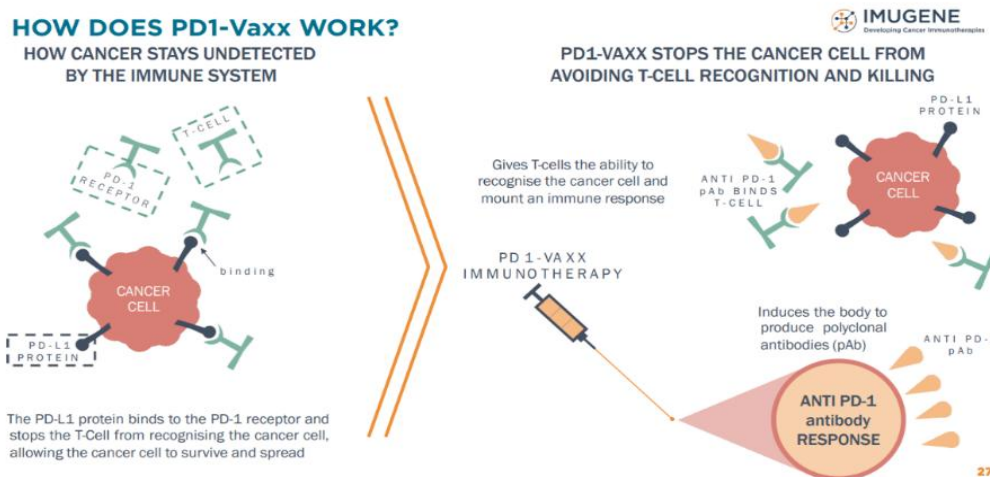 HOW DOES PD1-Vaxx WORK?
IMUGENE
Developing Cancer Immunotherapies
HOW CANCER STAYS UNDETECTED
BY THE IMMUNE SYSTEM
T-CELL
PD-1
RECEPTOR
binding
CANCER
CELL
PD-L1
PROTEIN
The PD-L1 protein binds to the PD-1 receptor and
stops the T-Cell from recognising the cancer cell,
allowing the cancer cell to survive and spread
PD1-VAXX STOPS THE CANCER CELL FROM
AVOIDING T-CELL RECOGNITION AND KILLING
PD-L1
PROTEIN
Gives T-cells the ability to
recognise the cancer cell and
mount an immune response
ANTI PD-1
pAb BINDS
T-CELL
CANCER
CELL
PD 1-VAXX
IMMUNOTHERAPY
Induces the body to
produce polyclonal
antibodies (pAb)
ANTI PD-
pAb
ANTI PD-1
antibody
RESPONSE
27